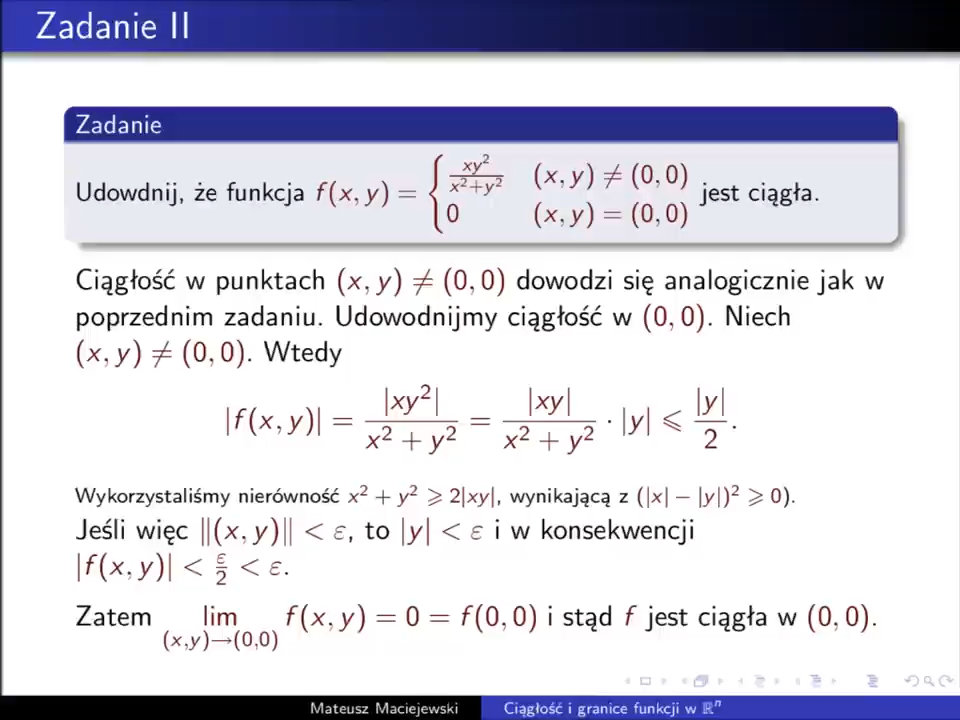 Zadanie II
Zadanie
Udowdnij, że funkcja f(x, y) = { xy²/(x²+y²) (x, y) ≠ (0, 0) jest ciągła.
0 (x, y) = (0, 0)
Ciągłość w punktach (x, y) ≠ (0, 0) dowodzi się analogicznie jak w
poprzednim zadaniu. Udowodnijmy ciągłość w (0, 0). Niech
(x, y) ≠ (0, 0). Wtedy
|f(x, y)| = |xy²|/(x² + y²) = |xy|/(x² + y²) · |y| ⩽ |y|/2.
Wykorzystaliśmy nierówność x² + y² ⩾ 2|xy|, wynikającą z (|x| − |y|)² ⩾ 0).
Jeśli więc ‖(x, y)‖ < ε, to |y| < ε i w konsekwencji
|f(x, y)| < ε/2 < ε.
Zatem lim (x,y)→(0,0) f(x, y) = 0 = f(0, 0) i stąd f jest ciągła w (0, 0).
Mateusz Maciejewski Ciągłość i granice funkcji w ℝⁿ